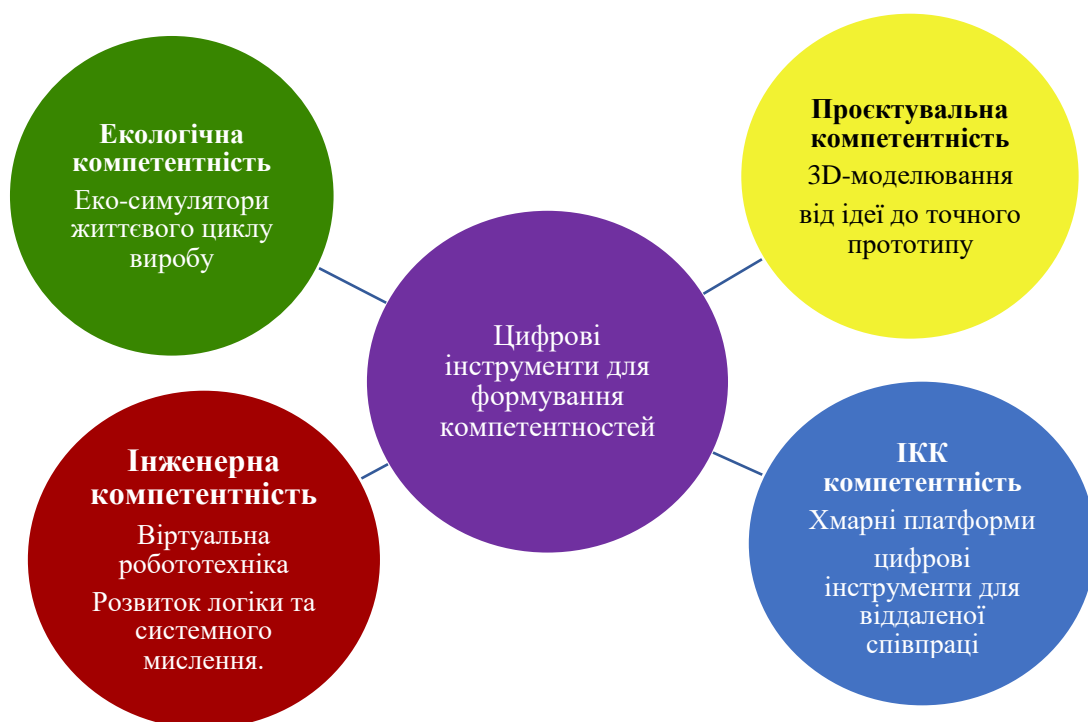 Екологічна
компетентність
Еко-симулятори
життєвого циклу
виробу
Проєктувальна
компетентність
3D-моделювання
від ідеї до точного
прототипу
Цифрові
інструменти для
формування
компетентностей
Інженерна
компетентність
Віртуальна
робототехніка
Розвиток логіки та
системного
мислення.
ІКК
компетентність
Хмарні платформи
цифрові
інструменти для
віддаленої
співпраці